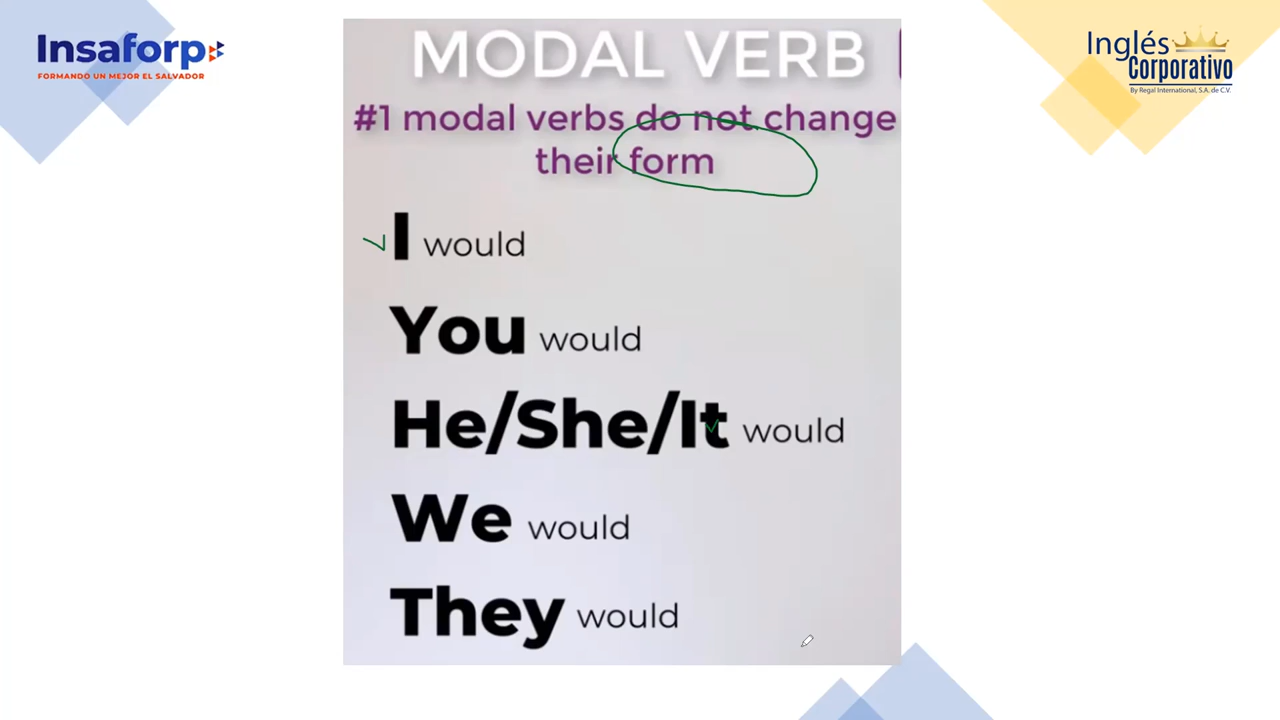 Insaforp
FORMANDO UN MEJOR EL SALVADOR
Inglés
Corporativo
By Regal International, S.A. de C.V.
MODAL VERB
#1 modal verbs do not change
their form
I would
You would
He/She/It would
We would
They would